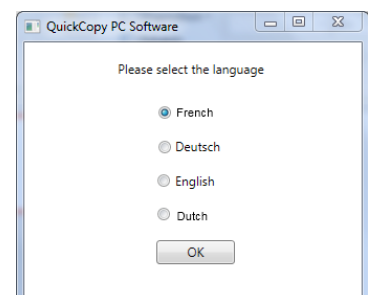 QuickCopy PC Software
Please select the language
French
Deutsch
English
Dutch
OK